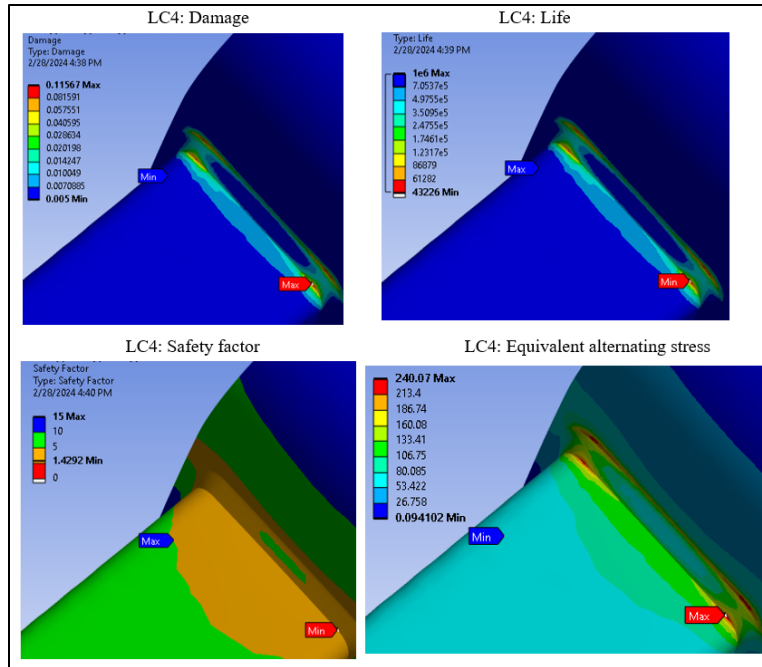 LC4: Damage
Damage
Type: Damage
2/28/2024 4:38 PM
0.11567 Max
0.081591
0.057551
0.040595
0.028634
0.020198
0.014247
0.010049
0.0070885
0.005 Min
Min
Max
LC4: Life
Type: Life
2/28/2024 4:39 PM
1e6 Max
7.0537e5
4.9755e5
3.5095e5
2.4755e5
1.7461e5
1.2317e5
86879
61282
43226 Min
Max
Min
LC4: Safety factor
Safety Factor
Type: Safety Factor
2/28/2024 4:40 PM
15 Max
10
5
1.4292 Min
0
Max
Min
LC4: Equivalent alternating stress
240.07 Max
213.4
186.74
160.08
133.41
106.75
80.085
53.422
26.758
0.094102 Min
Min
Max